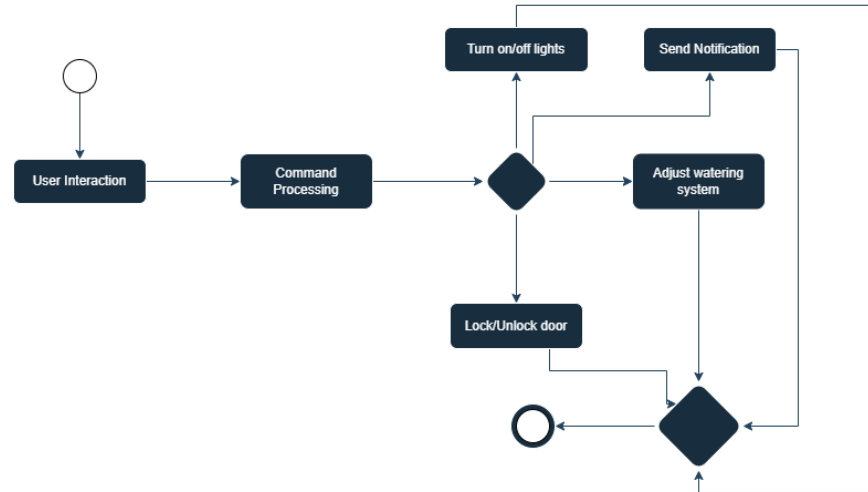 Turn on/off lights
Send Notification
User Interaction
Command
Processing
Adjust watering
system
Lock/Unlock door